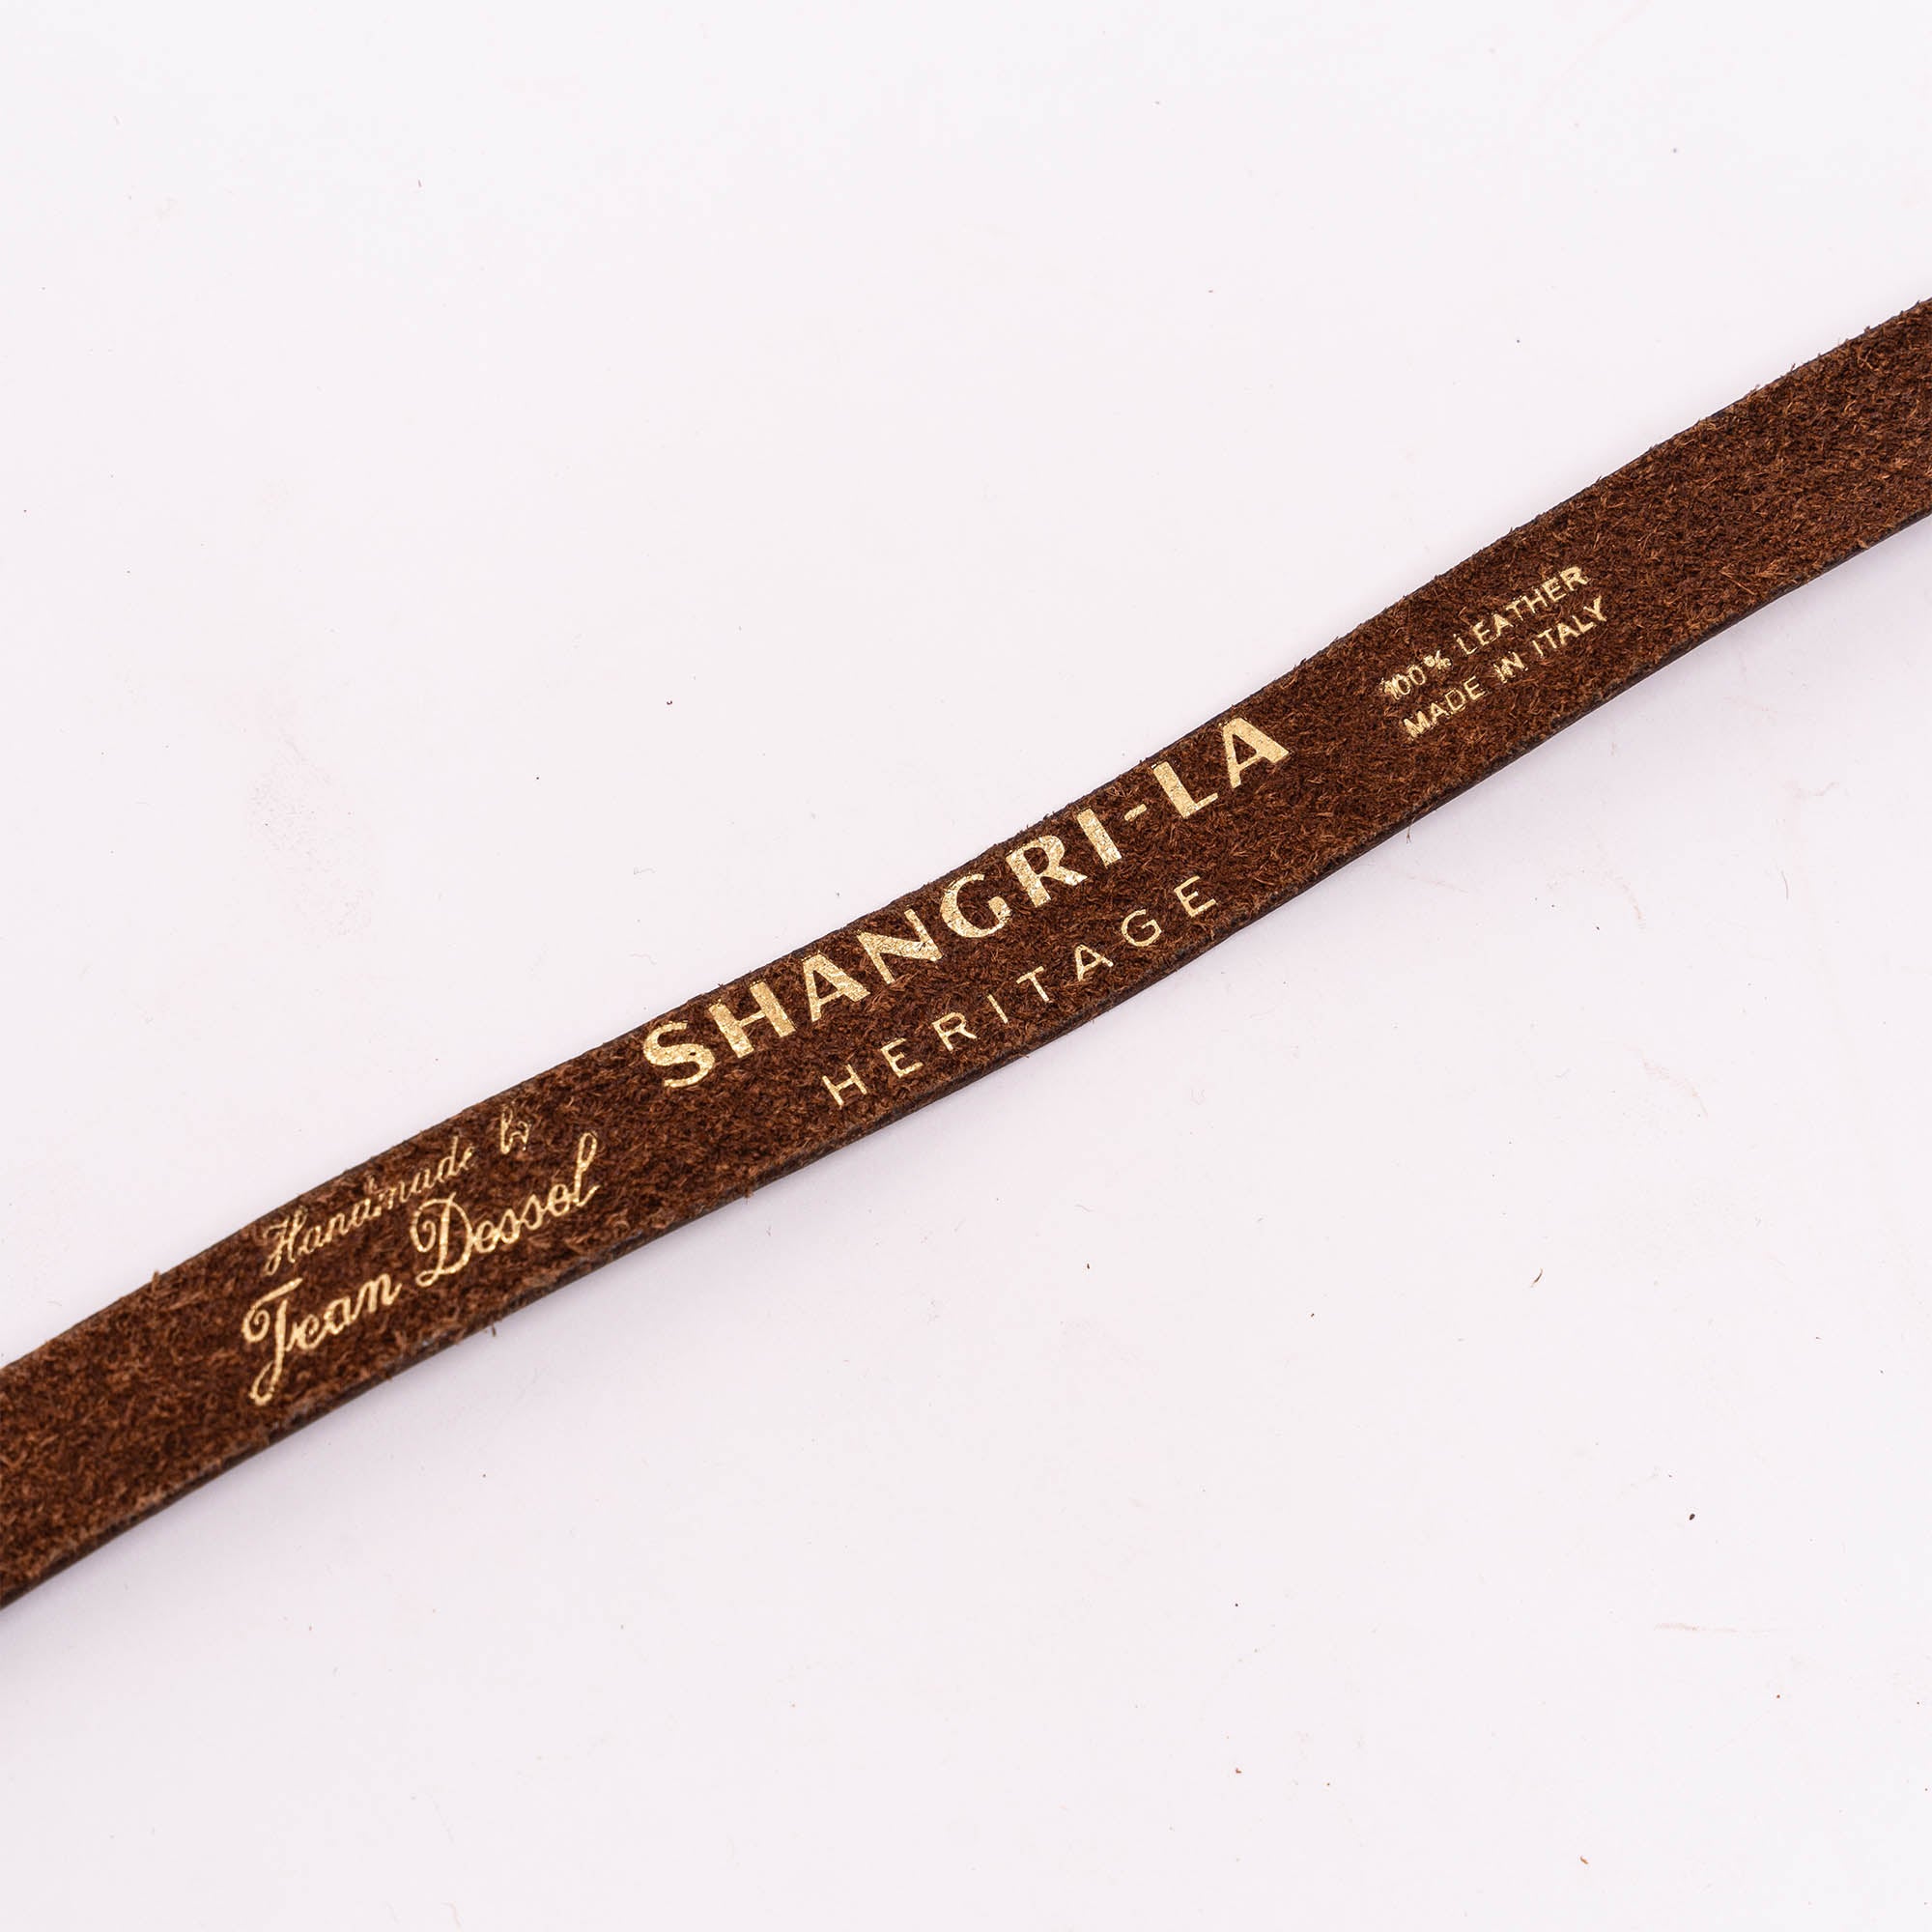 Handmade by
Jean Dessel
SHANGRI-LA
HERITAGE
100% LEATHER
MADE IN ITALY